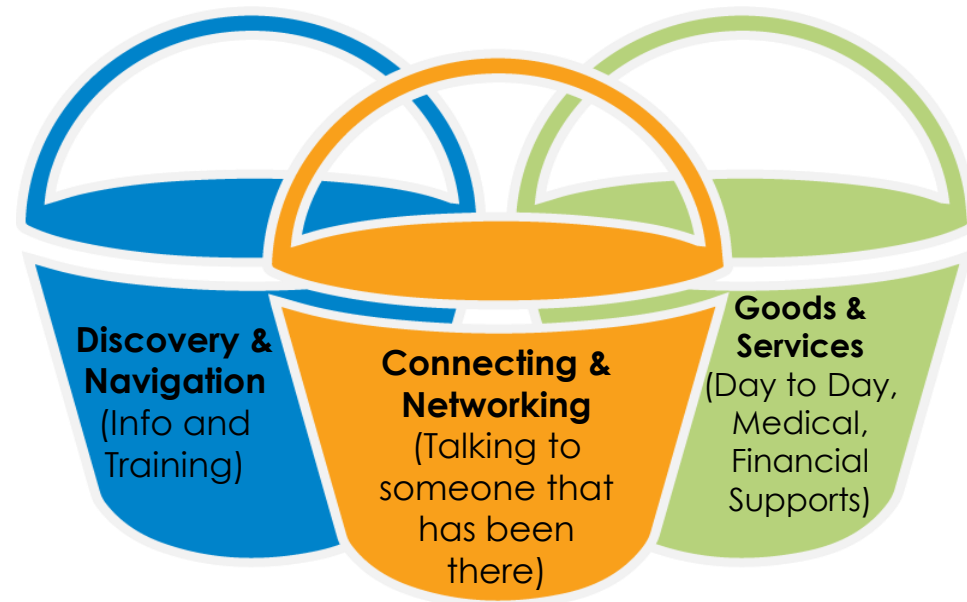 Discovery &
Navigation
(Info and
Training)
Connecting &
Networking
(Talking to
someone that
has been
there)
Goods &
Services
(Day to Day,
Medical,
Financial
Supports)